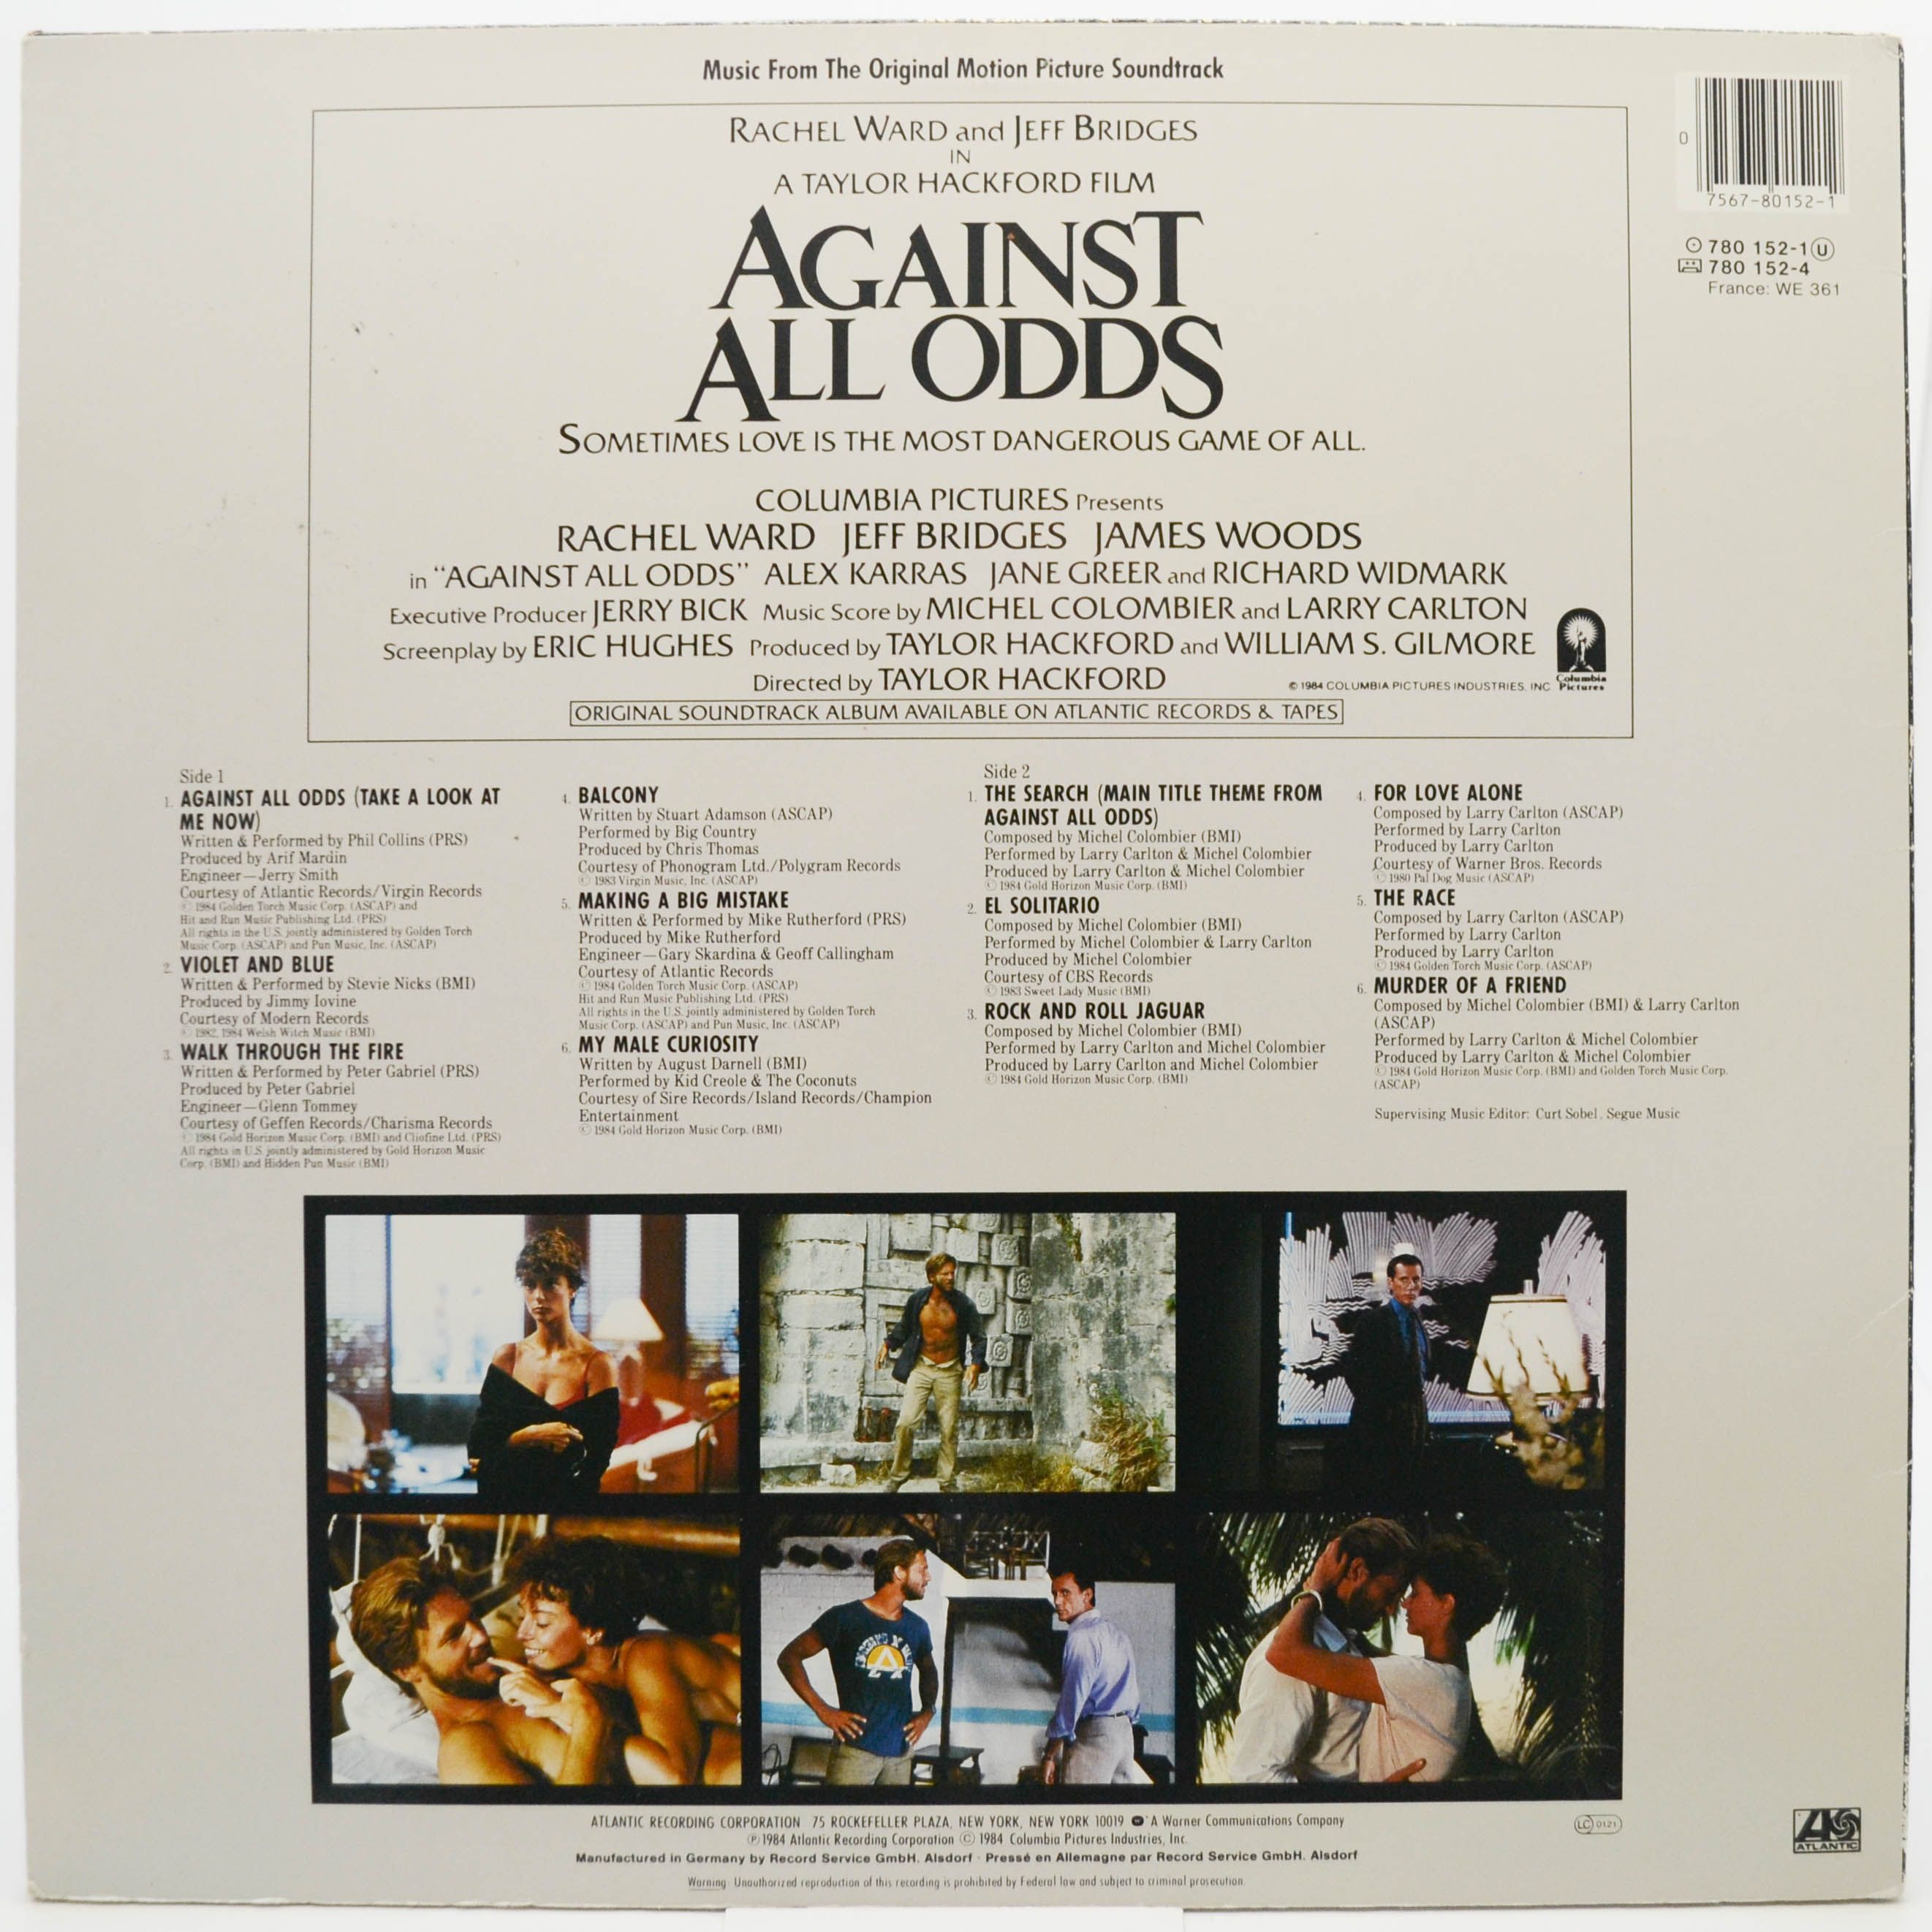 Music From The Original Motion Picture Soundtrack
RACHEL WARD and JEFF BRIDGES
IN
A TAYLOR HACKFORD FILM
AGAINST
ALL ODDS
SOMETIMES LOVE IS THE MOST DANGEROUS GAME OF ALL.
COLUMBIA PICTURES Presents
RACHEL WARD JEFF BRIDGES JAMES WOODS
in "AGAINST ALL ODDS" ALEX KARRAS JANE GREER and RICHARD WIDMARK
Executive Producer JERRY BICK Music Score by MICHEL COLOMBIER and LARRY CARLTON
Screenplay by ERIC HUGHES Produced by TAYLOR HACKFORD and WILLIAM S. GILMORE
Directed by TAYLOR HACKFORD
© 1984 COLUMBIA PICTURES INDUSTRIES, INC.
Columbia
Pictures
ORIGINAL SOUNDTRACK ALBUM AVAILABLE ON ATLANTIC RECORDS & TAPES
0
7567-80152-1
780 152-1 U
780 152-4
France: WE 361
Side 1
1. AGAINST ALL ODDS (TAKE A LOOK AT
ME NOW)
Written & Performed by Phil Collins (PRS)
Produced by Arif Mardin
Engineer—Jerry Smith
Courtesy of Atlantic Records/Virgin Records
© 1984 Golden Torch Music Corp. (ASCAP) and
Hit and Run Music Publishing Ltd. (PRS)
All rights in the U.S. jointly administered by Golden Torch
Music Corp. (ASCAP) and Pun Music, Inc. (ASCAP)
2. VIOLET AND BLUE
Written & Performed by Stevie Nicks (BMI)
Produced by Jimmy Iovine
Courtesy of Modern Records
© 1982, 1984 Welsh Witch Music (BMI)
3. WALK THROUGH THE FIRE
Written & Performed by Peter Gabriel (PRS)
Produced by Peter Gabriel
Engineer—Glenn Tommey
Courtesy of Geffen Records/Charisma Records
© 1984 Gold Horizon Music Corp. (BMI) and Cliofine Ltd. (PRS)
All rights in U.S. jointly administered by Gold Horizon Music
Corp. (BMI) and Hidden Pun Music (BMI)
4. BALCONY
Written by Stuart Adamson (ASCAP)
Performed by Big Country
Produced by Chris Thomas
Courtesy of Phonogram Ltd./Polygram Records
© 1983 Virgin Music, Inc. (ASCAP)
5. MAKING A BIG MISTAKE
Written & Performed by Mike Rutherford (PRS)
Produced by Mike Rutherford
Engineer—Gary Skardina & Geoff Callingham
Courtesy of Atlantic Records
© 1984 Golden Torch Music Corp. (ASCAP)
Hit and Run Music Publishing Ltd. (PRS)
All rights in the U.S. jointly administered by Golden Torch
Music Corp. (ASCAP) and Pun Music, Inc. (ASCAP)
6. MY MALE CURIOSITY
Written by August Darnell (BMI)
Performed by Kid Creole & The Coconuts
Courtesy of Sire Records/Island Records/Champion
Entertainment
© 1984 Gold Horizon Music Corp. (BMI)
Side 2
1. THE SEARCH (MAIN TITLE THEME FROM
AGAINST ALL ODDS)
Composed by Michel Colombier (BMI)
Performed by Larry Carlton & Michel Colombier
Produced by Larry Carlton & Michel Colombier
© 1984 Gold Horizon Music Corp. (BMI)
2. EL SOLITARIO
Composed by Michel Colombier (BMI)
Performed by Michel Colombier & Larry Carlton
Produced by Michel Colombier
Courtesy of CBS Records
© 1983 Sweet Lady Music (BMI)
3. ROCK AND ROLL JAGUAR
Composed by Michel Colombier (BMI)
Performed by Larry Carlton and Michel Colombier
Produced by Larry Carlton and Michel Colombier
© 1984 Gold Horizon Music Corp. (BMI)
4. FOR LOVE ALONE
Composed by Larry Carlton (ASCAP)
Performed by Larry Carlton
Produced by Larry Carlton
Courtesy of Warner Bros. Records
© 1980 Pal Dog Music (ASCAP)
5. THE RACE
Composed by Larry Carlton (ASCAP)
Performed by Larry Carlton
Produced by Larry Carlton
© 1984 Golden Torch Music Corp. (ASCAP)
6. MURDER OF A FRIEND
Composed by Michel Colombier (BMI) & Larry Carlton
(ASCAP)
Performed by Larry Carlton & Michel Colombier
Produced by Larry Carlton & Michel Colombier
© 1984 Gold Horizon Music Corp. (BMI) and Golden Torch Music Corp.
(ASCAP)
Supervising Music Editor: Curt Sobel, Segue Music
ATLANTIC RECORDING CORPORATION 75 ROCKEFELLER PLAZA, NEW YORK, NEW YORK 10019 A Warner Communications Company
℗ 1984 Atlantic Recording Corporation © 1984 Columbia Pictures Industries, Inc.
Manufactured in Germany by Record Service GmbH, Alsdorf · Pressé en Allemagne par Record Service GmbH, Alsdorf
Warning: Unauthorized reproduction of this recording is prohibited by Federal law and subject to criminal prosecution.
LC 0121
ATLANTIC